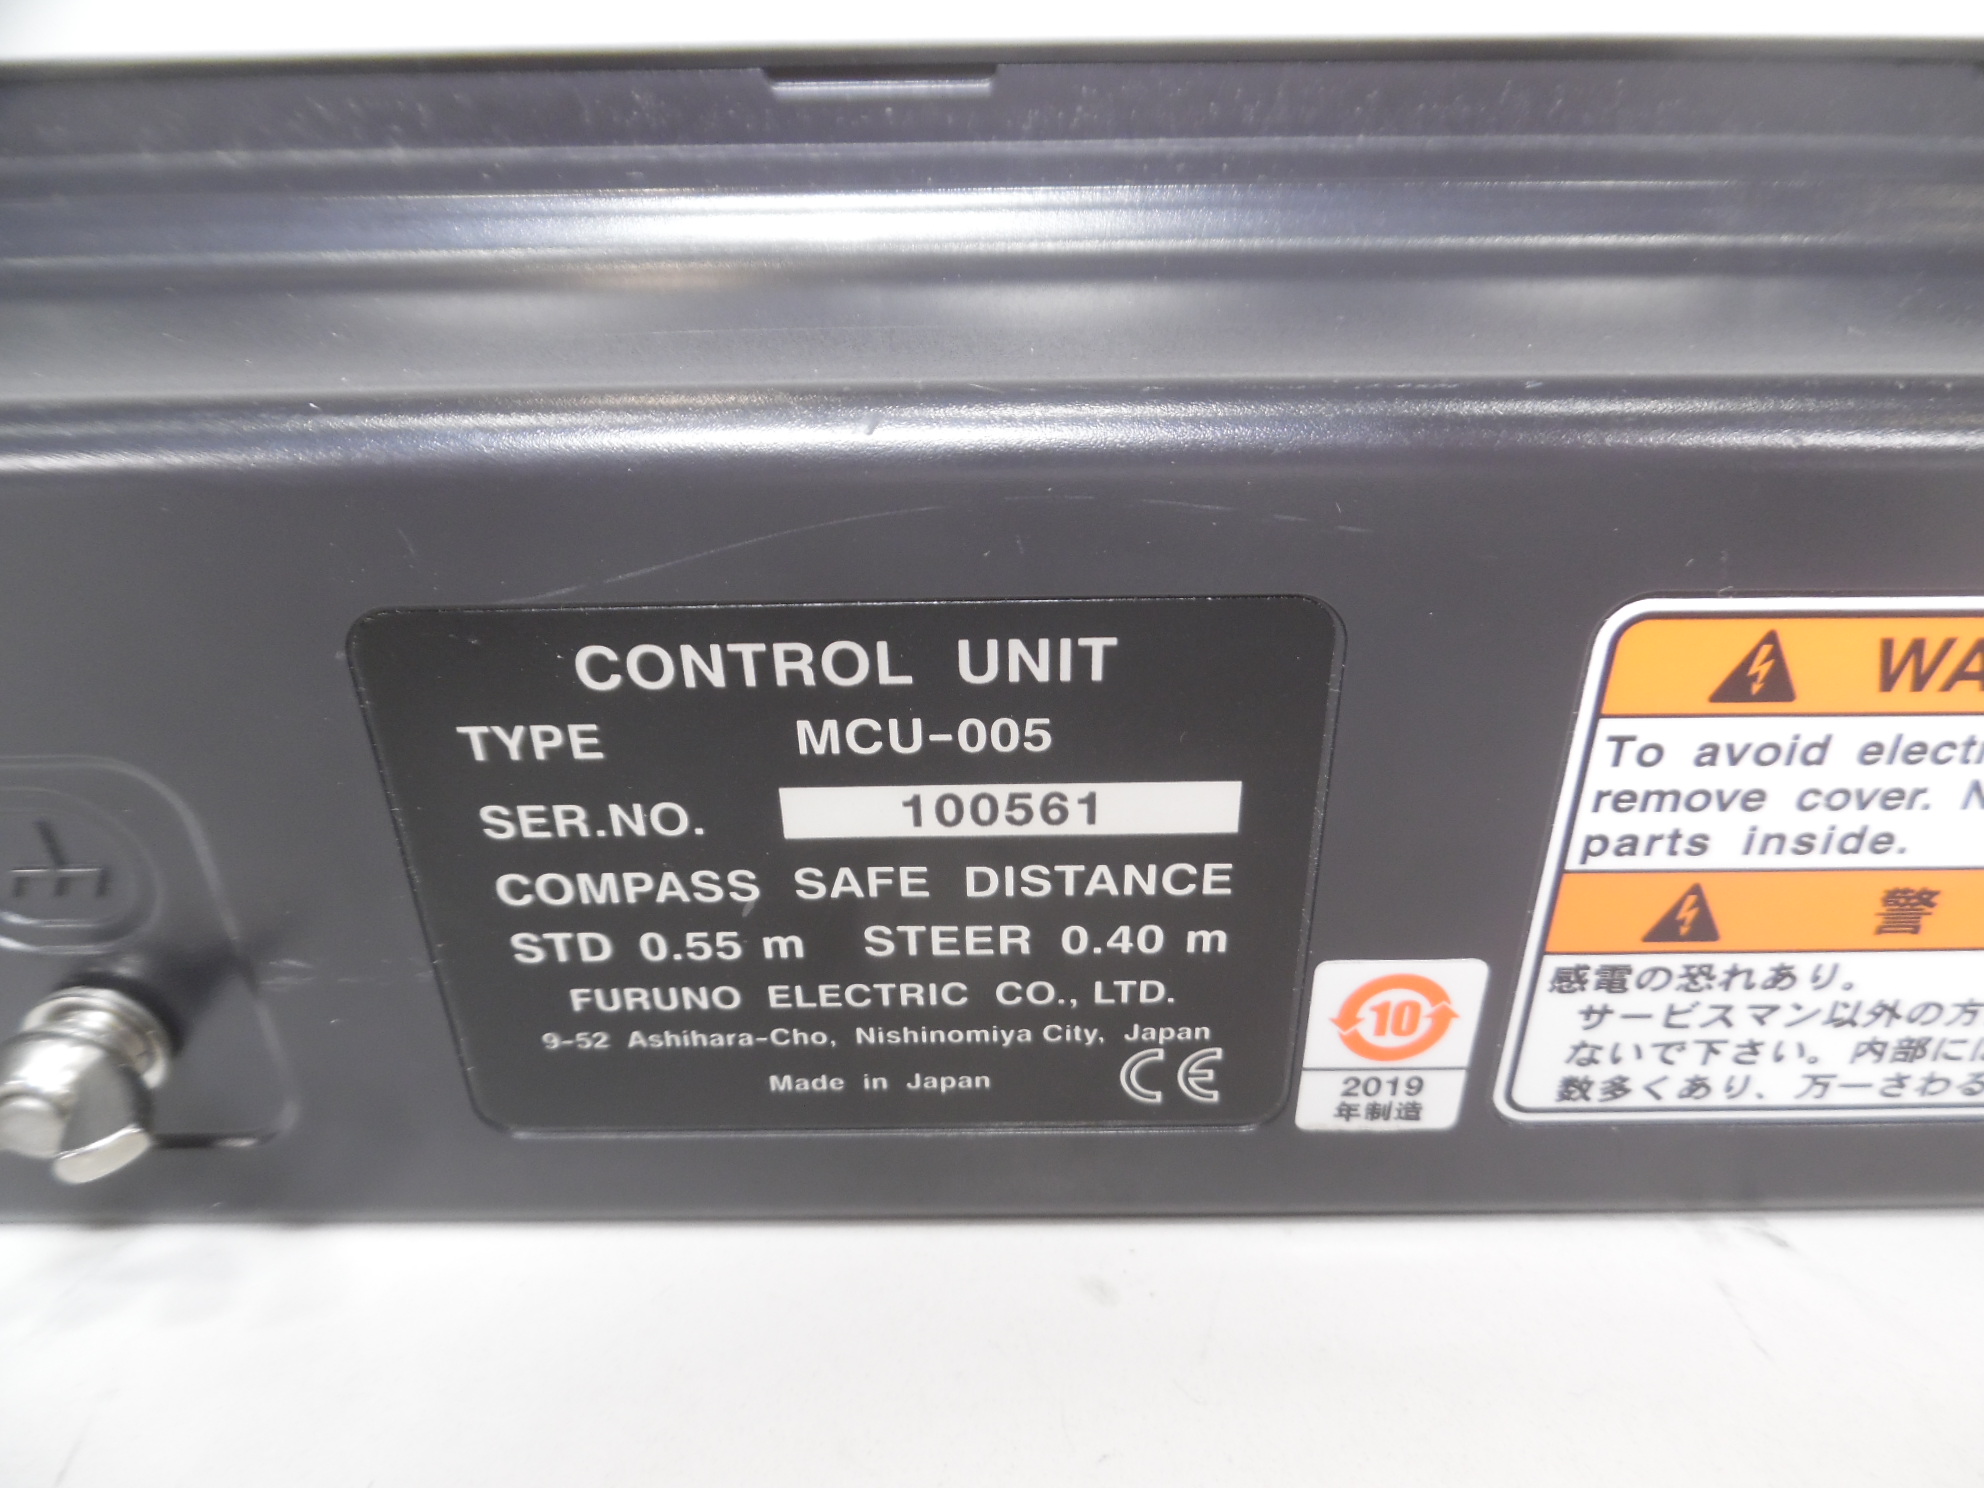 CONTROL UNIT
TYPE MCU-005
SER.NO. 100561
COMPASS SAFE DISTANCE
STD 0.55 m STEER 0.40 m
FURUNO ELECTRIC CO., LTD.
9-52 Ashihara-Cho, Nishinomiya City, Japan
Made in Japan
CE
10
2019
年制造
WA
To avoid electr
remove cover. N
parts inside.
警
感電の恐れあり。
サービスマン以外の方
ないで下さい。内部に
数多くあり、万一さわる